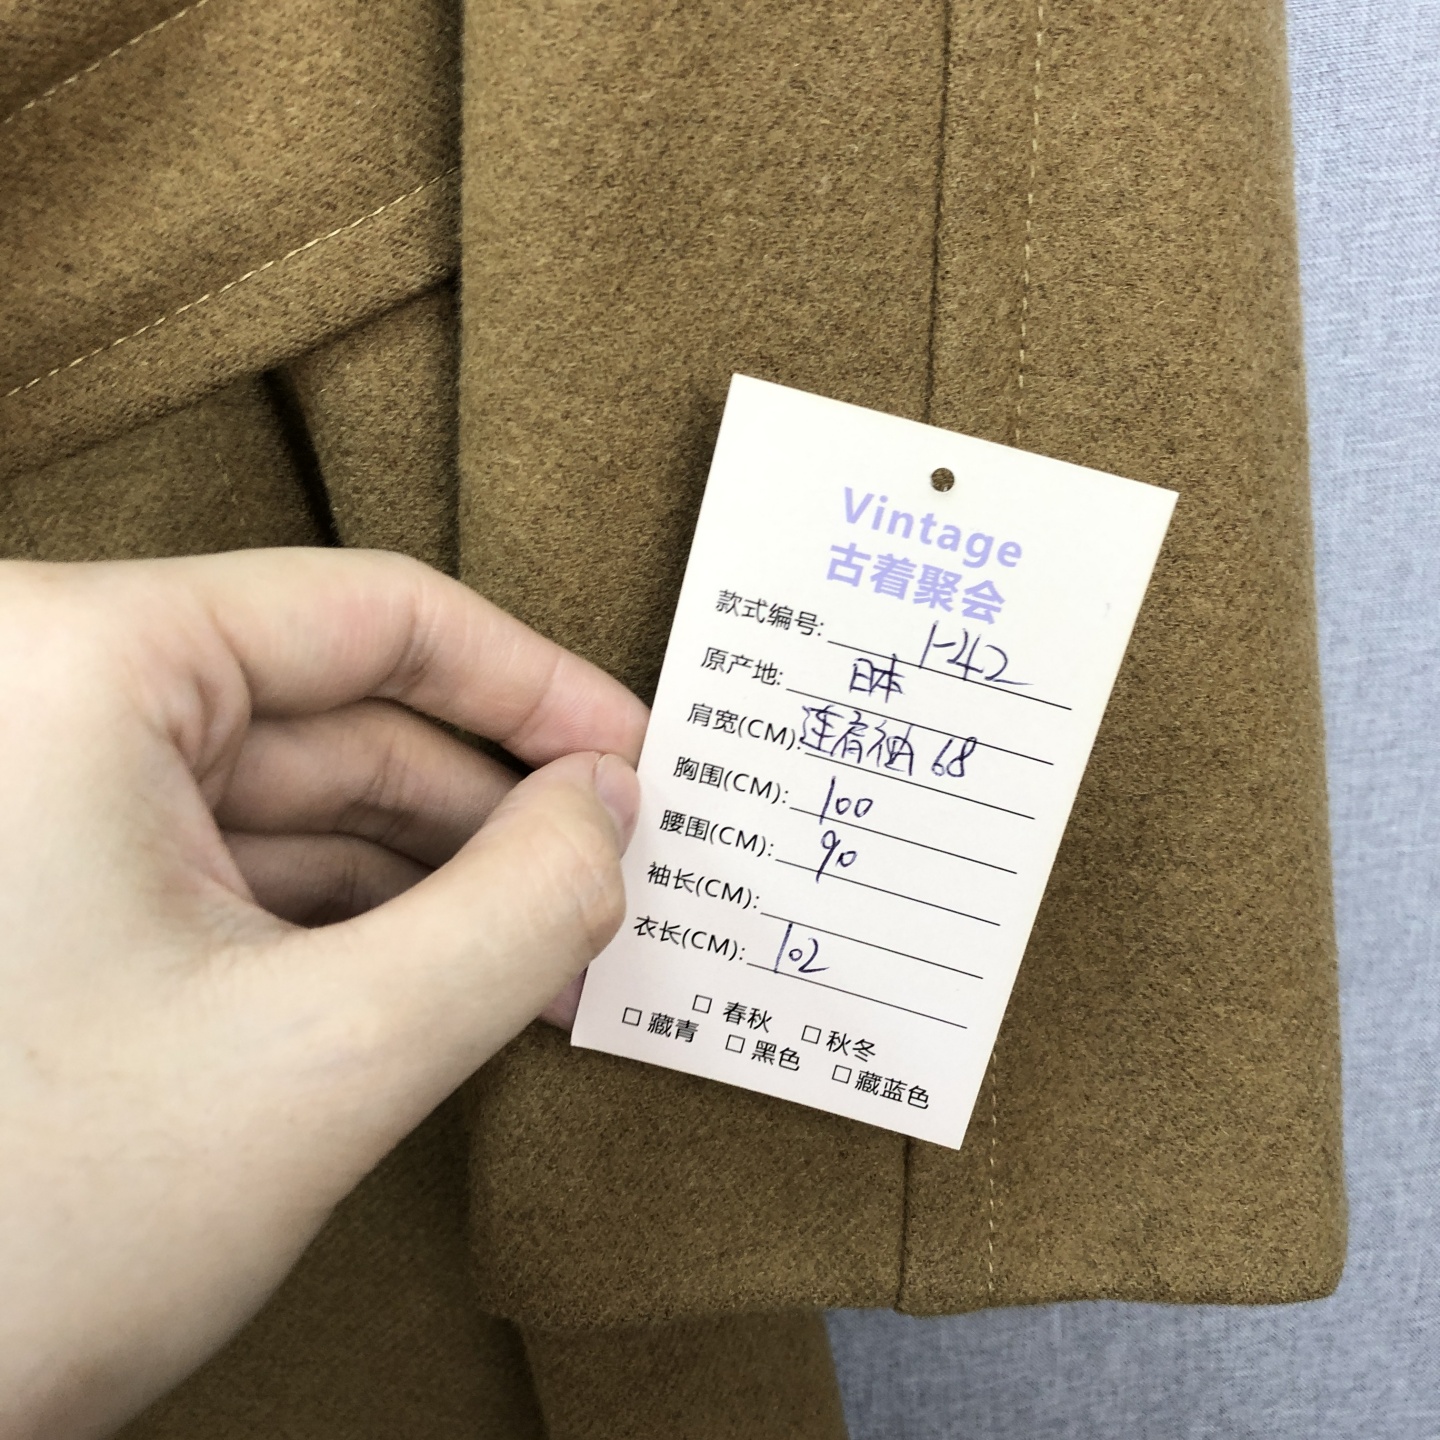 Vintage
古着聚会
款式编号: 1-42
原产地: 日本
肩宽(CM): 连肩袖 68
胸围(CM): 100
腰围(CM): 90
袖长(CM):
衣长(CM): 102
□ 春秋 □ 秋冬
□ 藏青 □ 黑色 □ 藏蓝色